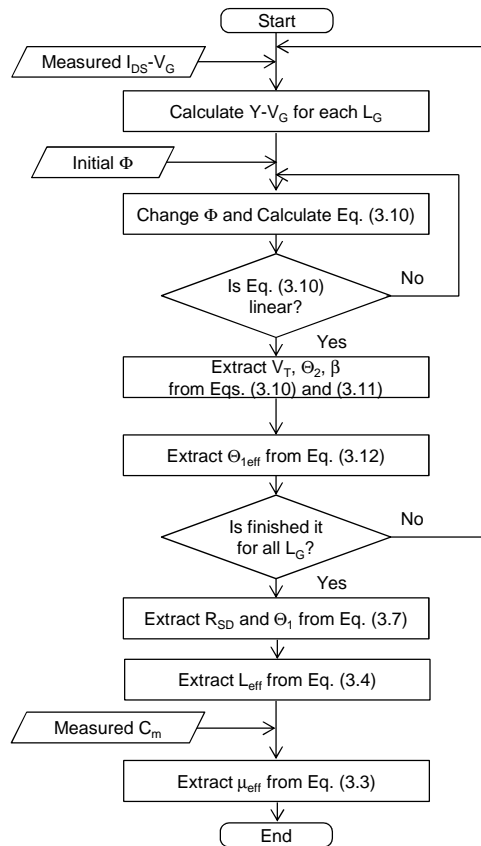 Start
Measured I_DS-V_G
Calculate Y-V_G for each L_G
Initial Φ
Change Φ and Calculate Eq. (3.10)
Is Eq. (3.10)
linear?
No
Yes
Extract V_T, Θ_2, β
from Eqs. (3.10) and (3.11)
Extract Θ_1eff from Eq. (3.12)
Is finished it
for all L_G?
No
Yes
Extract R_SD and Θ_1 from Eq. (3.7)
Extract L_eff from Eq. (3.4)
Measured C_m
Extract μ_eff from Eq. (3.3)
End